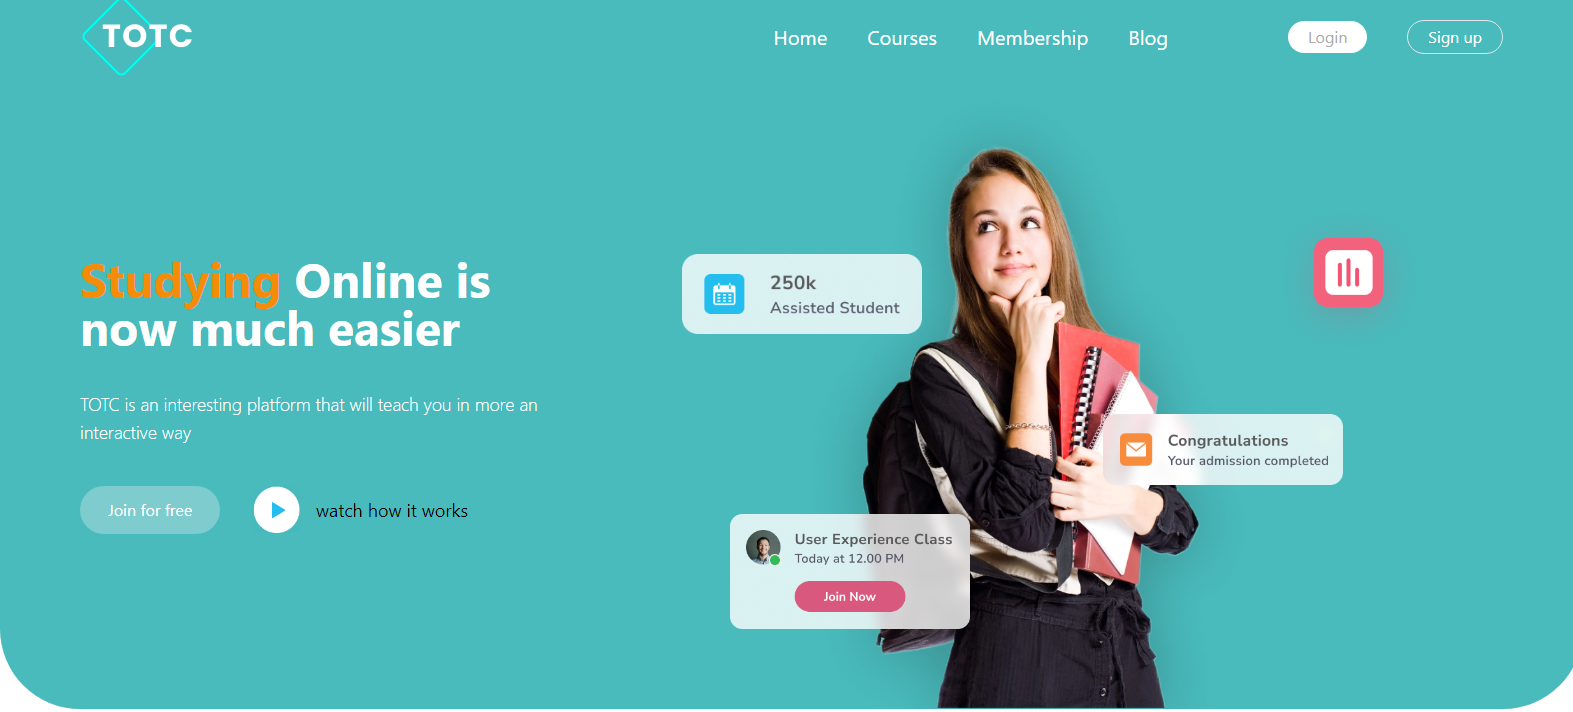 TOTC
Home
Courses
Membership
Blog
Login
Sign up
Studying Online is
now much easier
TOTC is an interesting platform that will teach you in more an
interactive way
Join for free
watch how it works
250k
Assisted Student
Congratulations
Your admission completed
User Experience Class
Today at 12.00 PM
Join Now